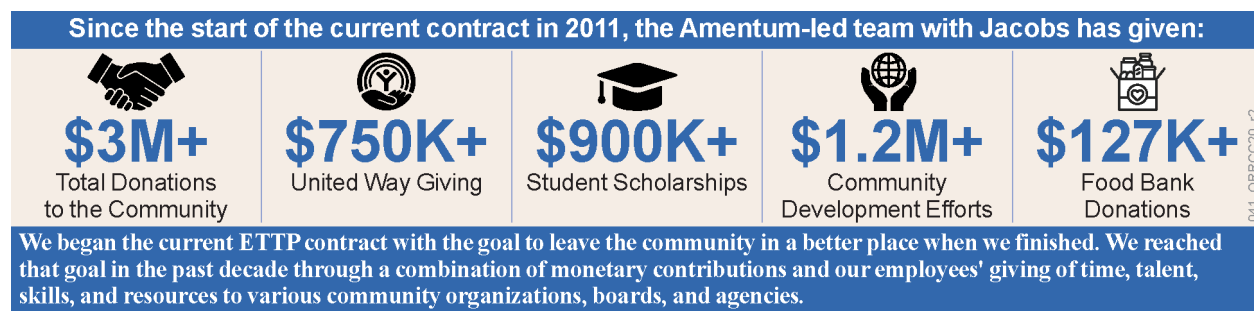 Since the start of the current contract in 2011, the Amentum-led team with Jacobs has given:
$3M+
Total Donations
to the Community
$750K+
United Way Giving
$900K+
Student Scholarships
$1.2M+
Community
Development Efforts
$127K+
Food Bank
Donations
We began the current ETTP contract with the goal to leave the community in a better place when we finished. We reached
that goal in the past decade through a combination of monetary contributions and our employees' giving of time, talent,
skills, and resources to various community organizations, boards, and agencies.